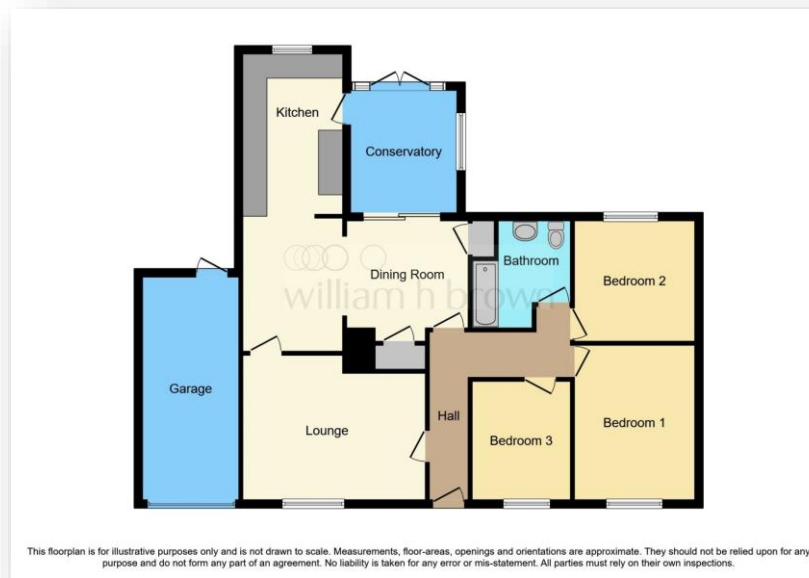 Kitchen
Conservatory
Bathroom
Dining Room
Bedroom 2
william h brown
Garage
Lounge
Hall
Bedroom 3
Bedroom 1
This floorplan is for illustrative purposes only and is not drawn to scale. Measurements, floor-areas, openings and orientations are approximate. They should not be relied upon for any
purpose and do not form any part of an agreement. No liability is taken for any error or mis-statement. All parties must rely on their own inspections.